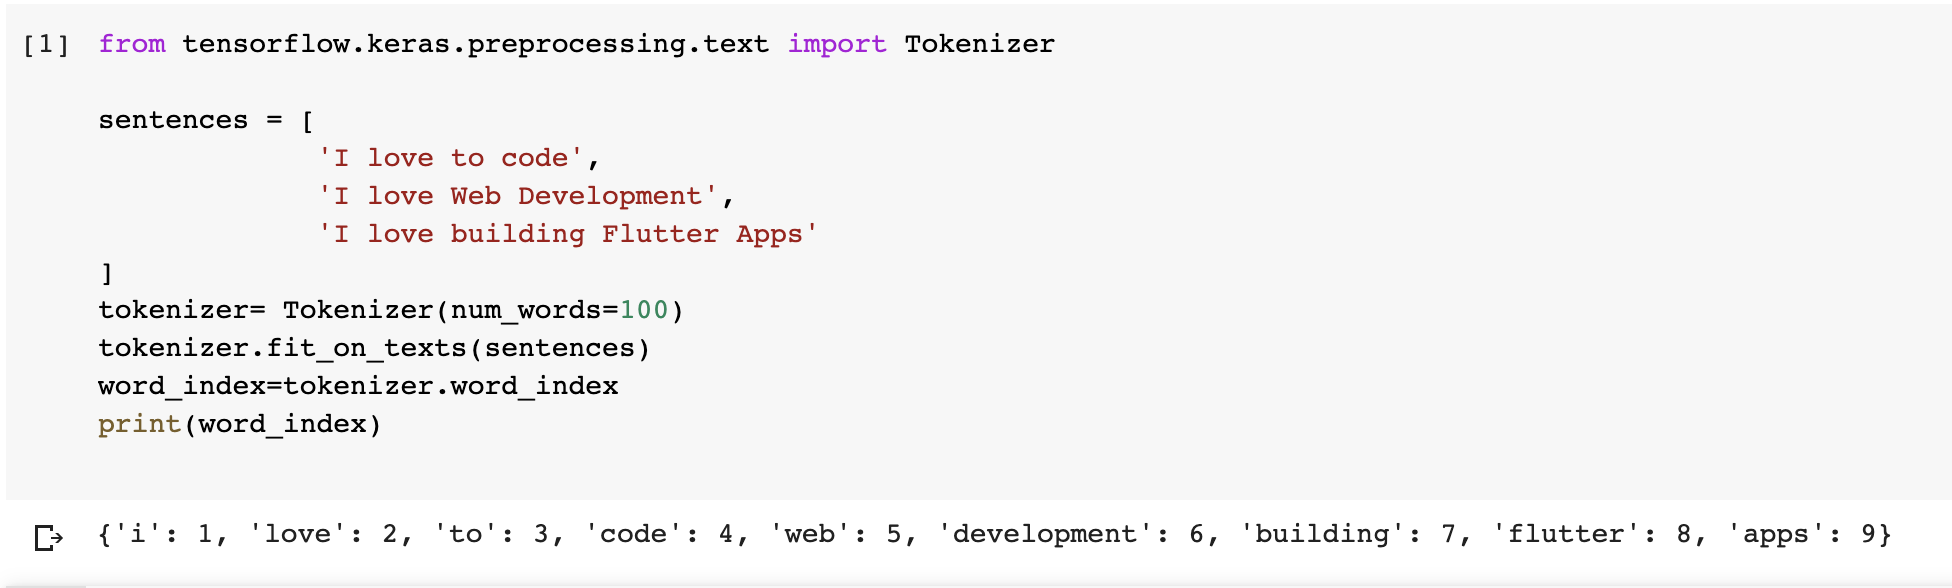 [1] from tensorflow.keras.preprocessing.text import Tokenizer
sentences = [
'I love to code',
'I love Web Development',
'I love building Flutter Apps'
]
tokenizer= Tokenizer(num_words=100)
tokenizer.fit_on_texts(sentences)
word_index=tokenizer.word_index
print(word_index)
{'i': 1, 'love': 2, 'to': 3, 'code': 4, 'web': 5, 'development': 6, 'building': 7, 'flutter': 8, 'apps': 9}